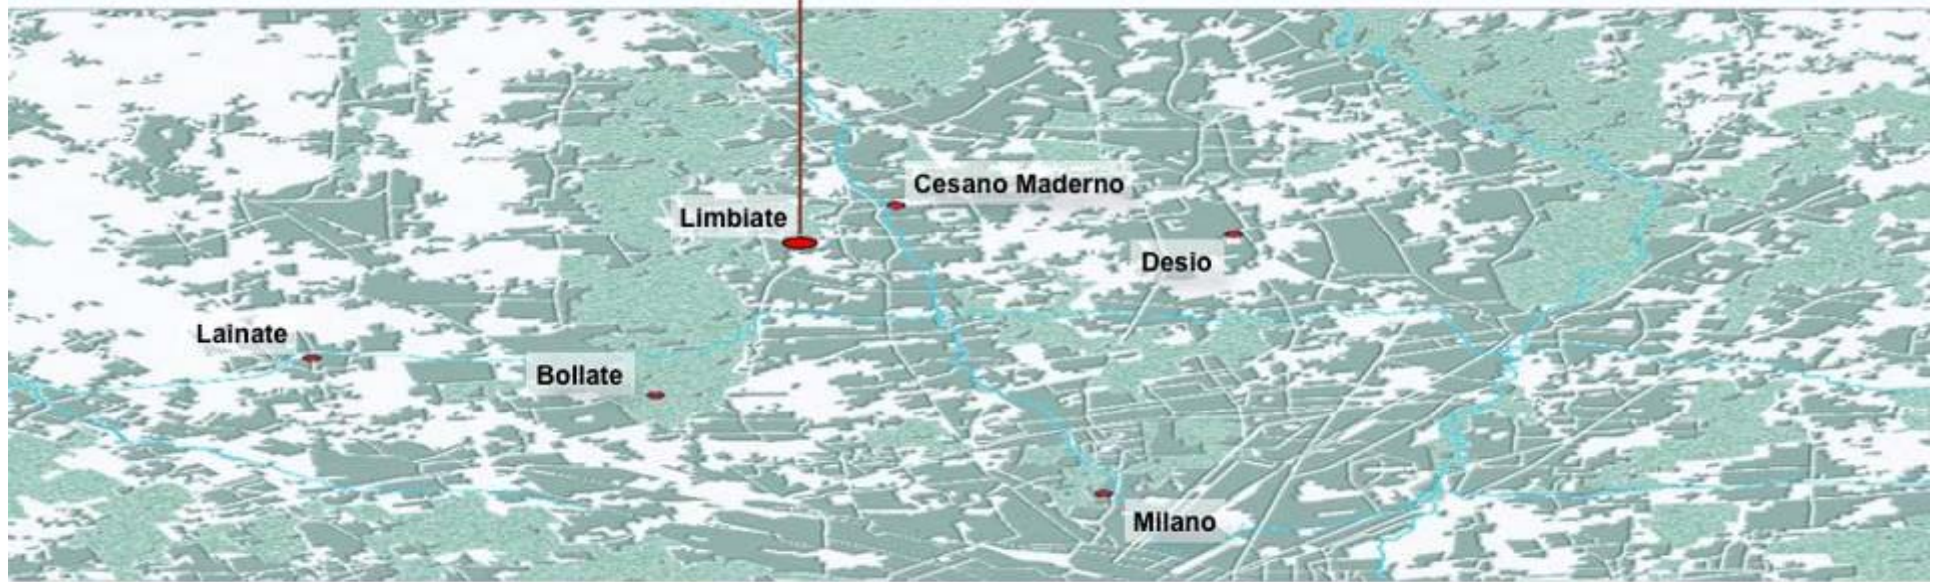 Cesano Maderno
Limbiate
Desio
Lainate
Bollate
Milano